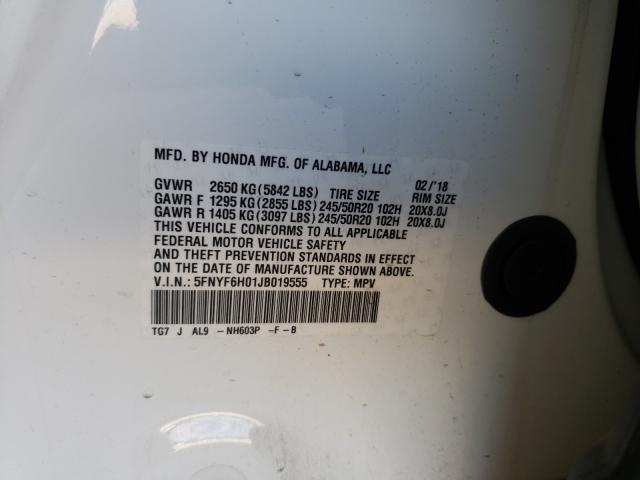 MFD. BY HONDA MFG. OF ALABAMA, LLC
GVWR 2650 KG(5842 LBS) TIRE SIZE 02/'18 RIM SIZE
GAWR F 1295 KG(2855 LBS)245/50R20 102H 20X8.0J
GAWR R 1405 KG(3097 LBS)245/50R20 102H 20X8.0J
THIS VEHICLE CONFORMS TO ALL APPLICABLE
FEDERAL MOTOR VEHICLE SAFETY
AND THEFT PREVENTION STANDARDS IN EFFECT
ON THE DATE OF MANUFACTURE SHOWN ABOVE.
V.I.N.: 5FNYF6H01JB019555 TYPE: MPV
TG7 J AL9 -NH603P -F-B